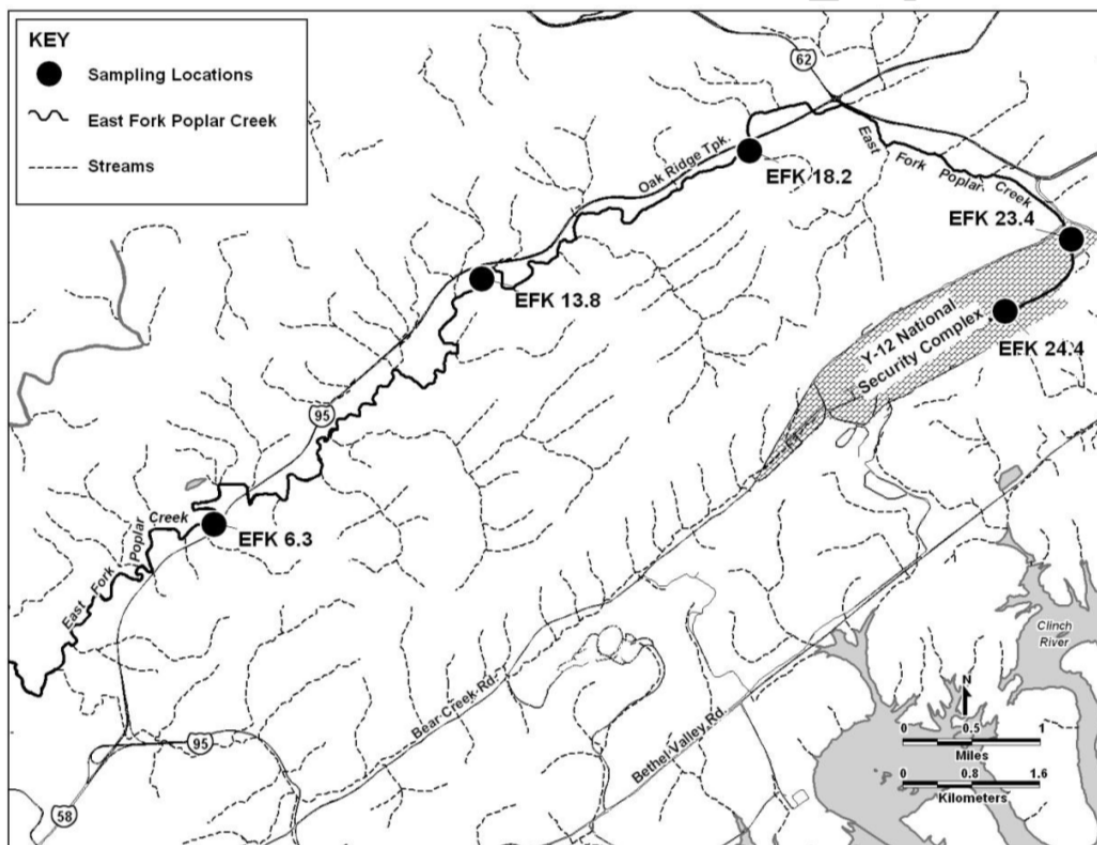 KEY
Sampling Locations
East Fork Poplar Creek
Streams
62
East Fork Poplar Creek
Oak Ridge Tpk.
EFK 18.2
EFK 23.4
EFK 13.8
Y-12 National
Security Complex
EFK 24.4
95
EFK 6.3
East Fork Poplar Creek
Bear Creek Rd.
Bethel Valley Rd.
Clinch
River
N
0 0.5 1
Miles
0 0.8 1.6
Kilometers
95
58